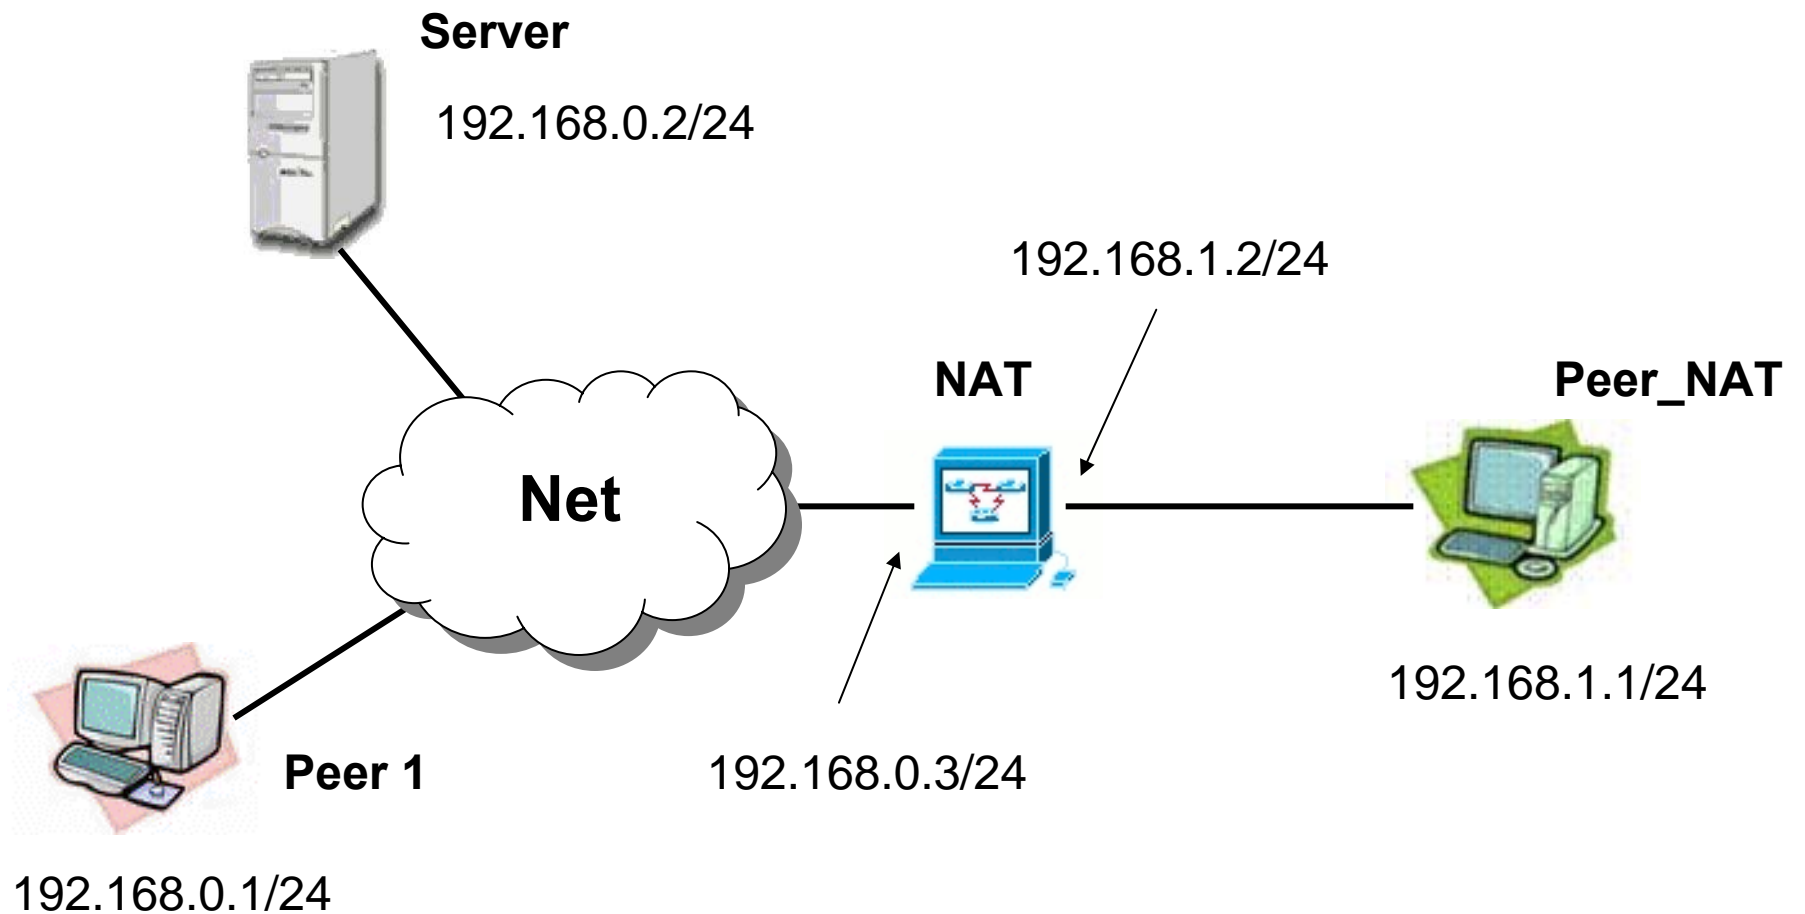 Server
192.168.0.2/24
192.168.1.2/24
NAT
Peer_NAT
Net
192.168.1.1/24
Peer 1
192.168.0.3/24
192.168.0.1/24